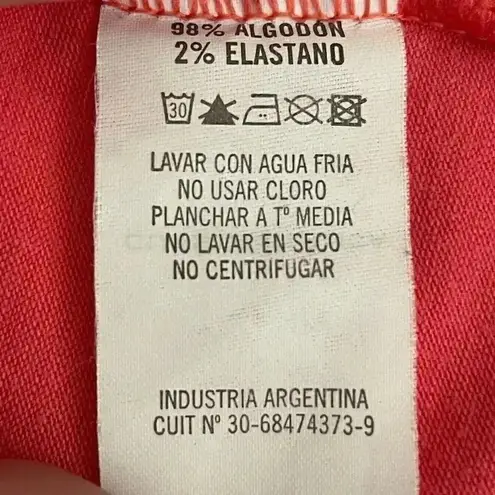 98% ALGODÓN
2% ELASTANO
30
LAVAR CON AGUA FRIA
NO USAR CLORO
PLANCHAR A Tº MEDIA
NO LAVAR EN SECO
NO CENTRIFUGAR
INDUSTRIA ARGENTINA
CUIT Nº 30-68474373-9